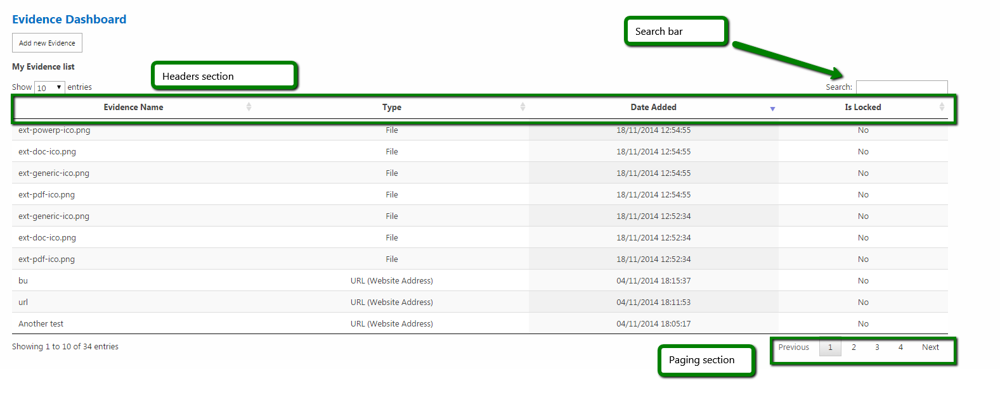 Evidence Dashboard
Search bar
Add new Evidence
My Evidence list
Headers section
Show 10 entries
Search:
Evidence Name Type Date Added Is Locked
ext-powerp-ico.png File 18/11/2014 12:54:55 No
ext-doc-ico.png File 18/11/2014 12:54:55 No
ext-generic-ico.png File 18/11/2014 12:54:55 No
ext-pdf-ico.png File 18/11/2014 12:54:55 No
ext-generic-ico.png File 18/11/2014 12:52:34 No
ext-doc-ico.png File 18/11/2014 12:52:34 No
ext-pdf-ico.png File 18/11/2014 12:52:34 No
bu URL (Website Address) 04/11/2014 18:15:37 No
url URL (Website Address) 04/11/2014 18:11:53 No
Another test URL (Website Address) 04/11/2014 18:05:17 No
Showing 1 to 10 of 34 entries
Previous 1 2 3 4 Next
Paging section